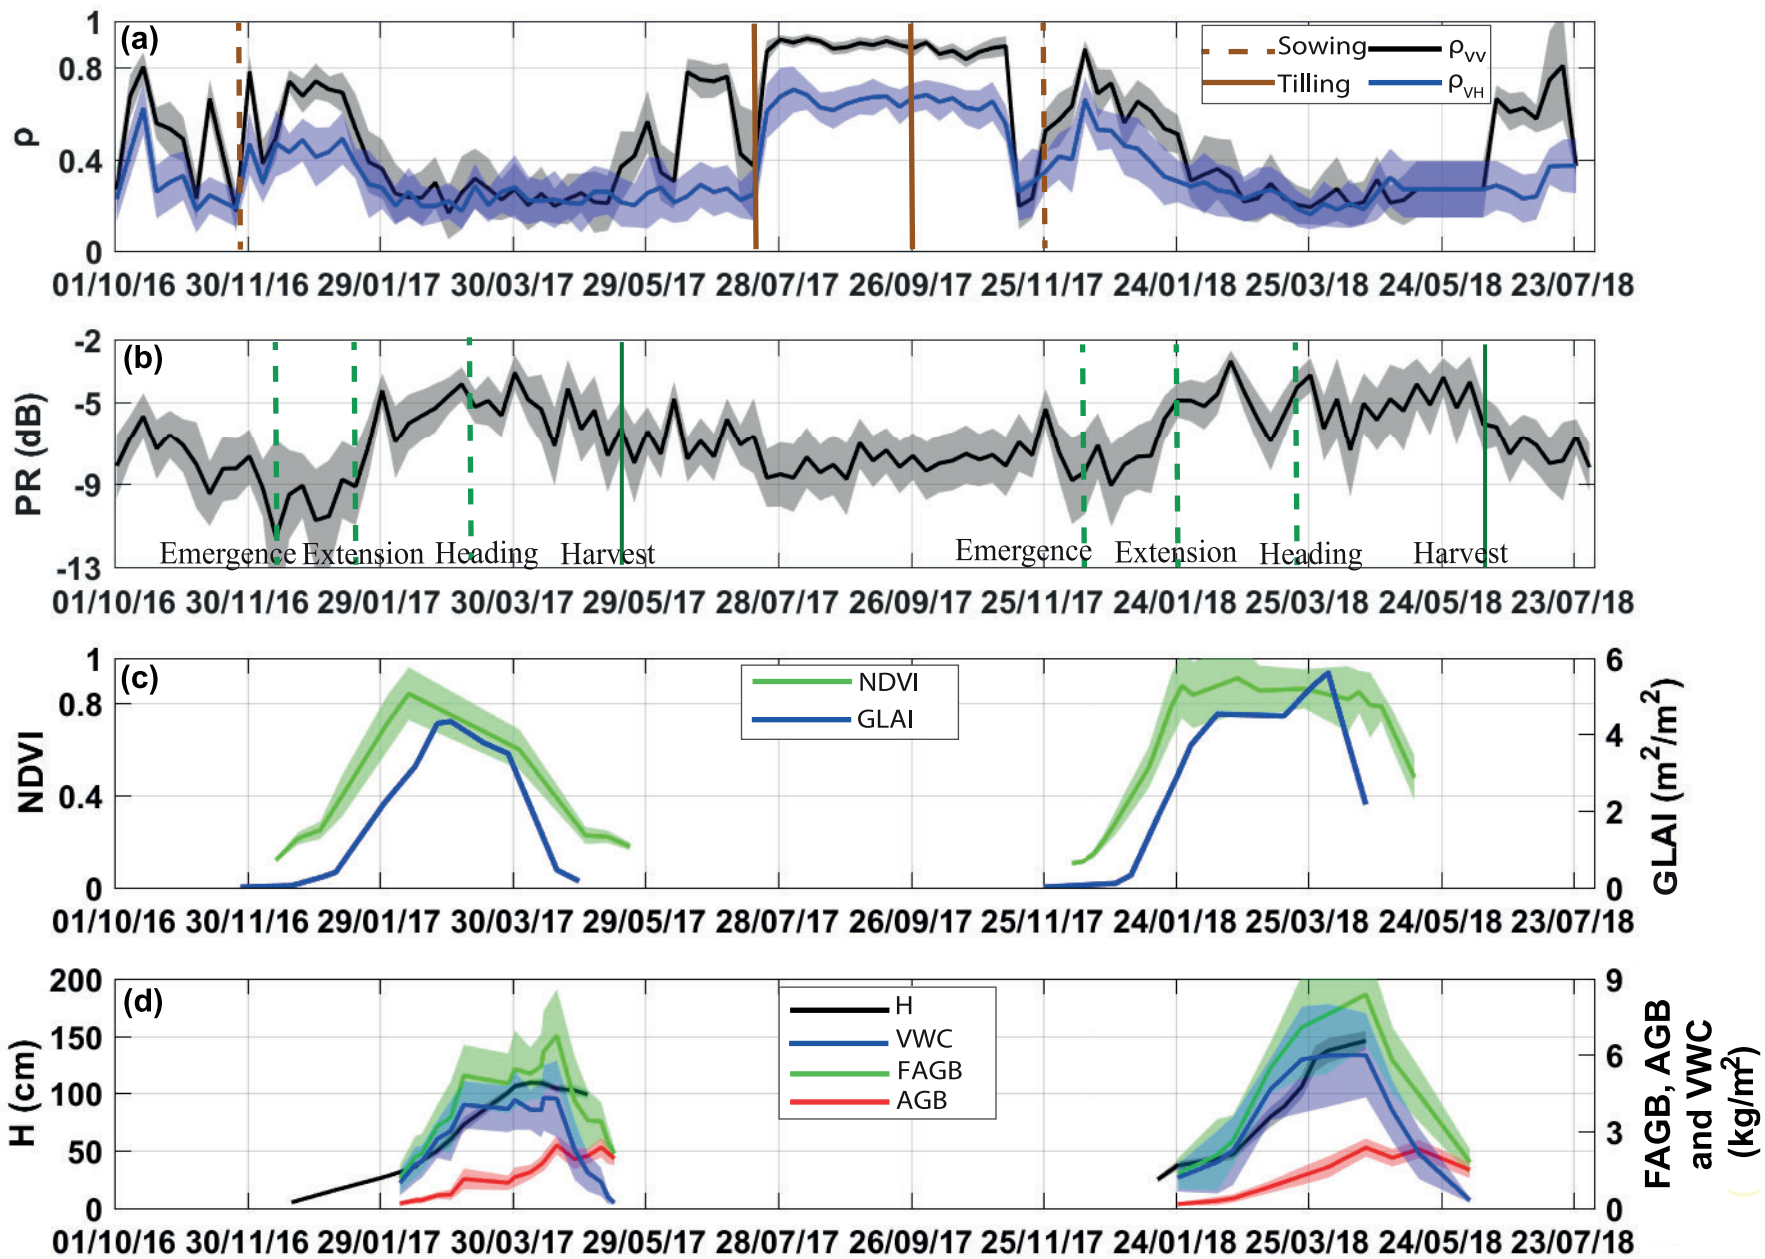 (a)
1
0.8
0.4
0
ρ
Sowing ρVV
Tilling ρVH
01/10/16 30/11/16 29/01/17 30/03/17 29/05/17 28/07/17 26/09/17 25/11/17 24/01/18 25/03/18 24/05/18 23/07/18
(b)
-2
-5
-9
-13
PR (dB)
Emergence Extension Heading Harvest Emergence Extension Heading Harvest
01/10/16 30/11/16 29/01/17 30/03/17 29/05/17 28/07/17 26/09/17 25/11/17 24/01/18 25/03/18 24/05/18 23/07/18
(c)
1
0.8
0.4
0
NDVI
NDVI
GLAI
6
4
2
0
GLAI (m²/m²)
01/10/16 30/11/16 29/01/17 30/03/17 29/05/17 28/07/17 26/09/17 25/11/17 24/01/18 25/03/18 24/05/18 23/07/18
(d)
200
150
100
50
0
H (cm)
H
VWC
FAGB
AGB
9
6
3
0
FAGB, AGB
and VWC
(kg/m²)
01/10/16 30/11/16 29/01/17 30/03/17 29/05/17 28/07/17 26/09/17 25/11/17 24/01/18 25/03/18 24/05/18 23/07/18